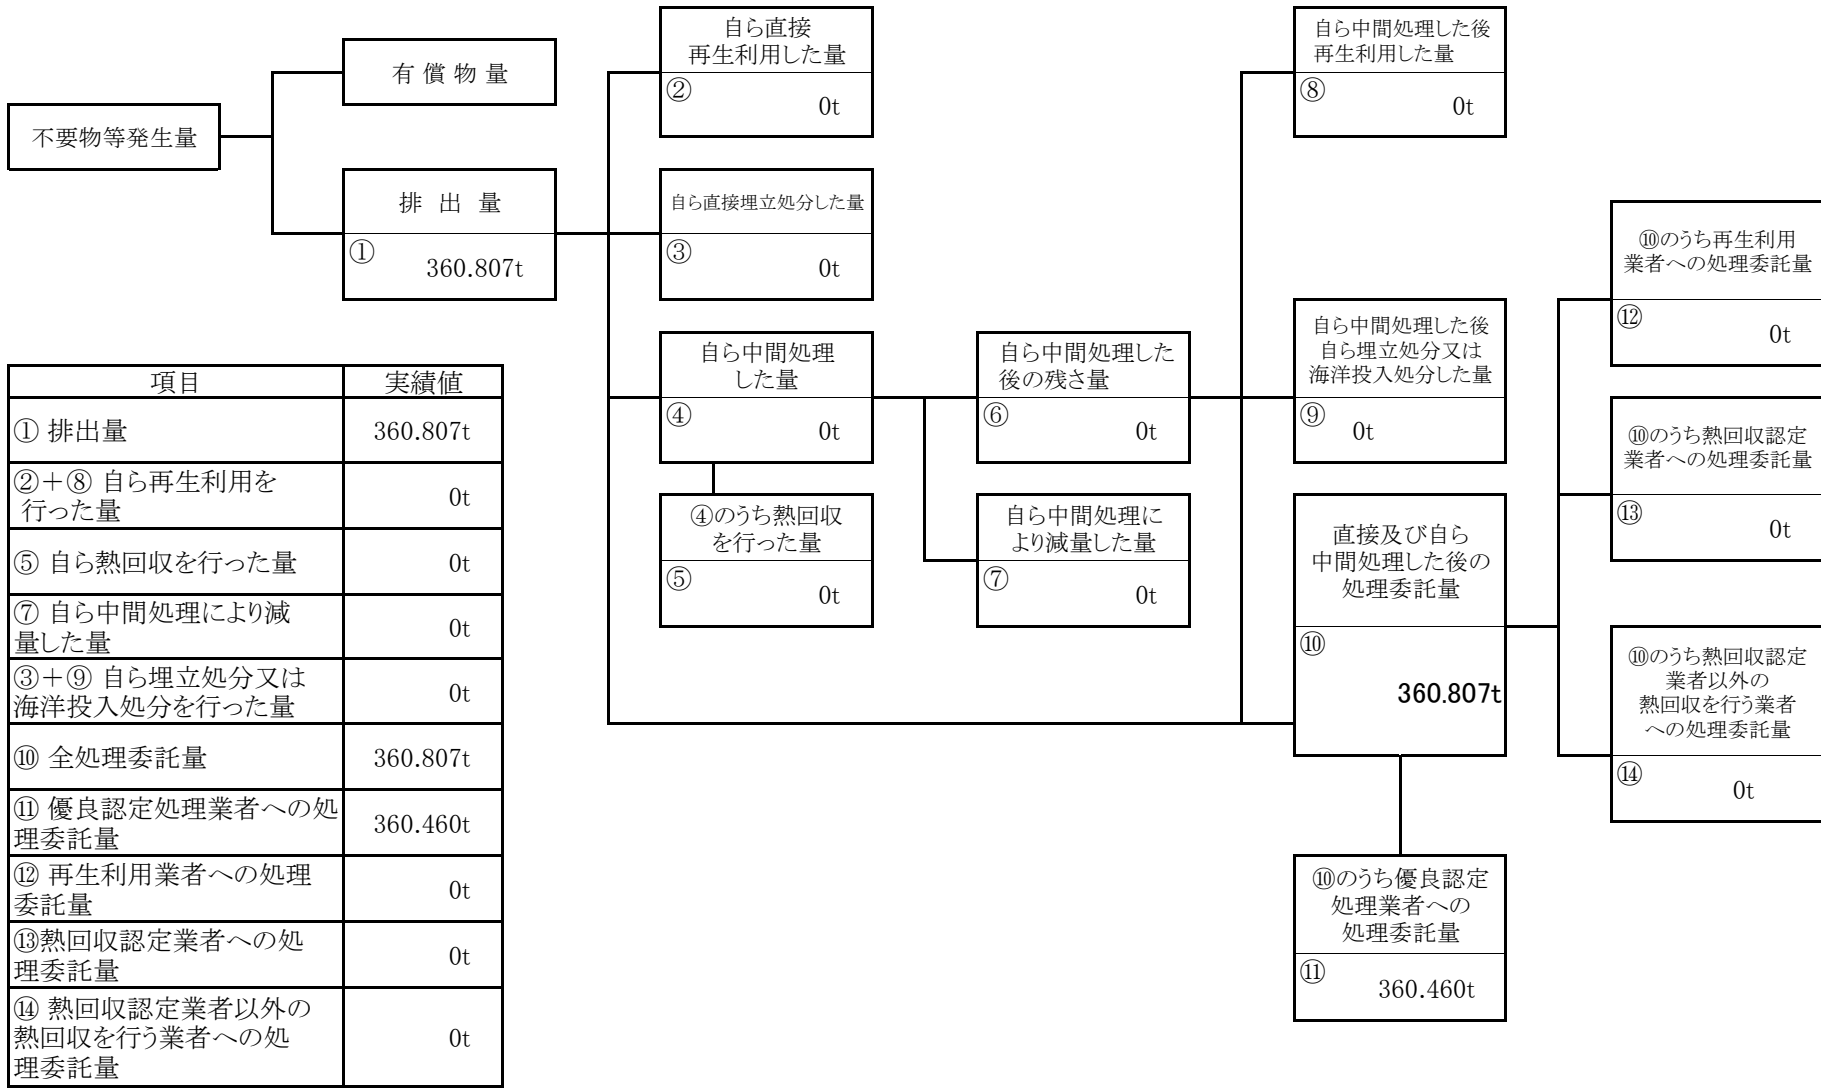 不要物等発生量
有 償 物 量
排 出 量
①
360.807t
自ら直接
再生利用した量
②
0t
自ら直接埋立処分した量
③
0t
自ら中間処理
した量
④
0t
④のうち熱回収
を行った量
⑤
0t
自ら中間処理した
後の残さ量
⑥
0t
自ら中間処理に
より減量した量
⑦
0t
自ら中間処理した後
再生利用した量
⑧
0t
自ら中間処理した後
自ら埋立処分又は
海洋投入処分した量
⑨
0t
直接及び自ら
中間処理した後の
処理委託量
⑩
360.807t
⑩のうち優良認定
処理業者への
処理委託量
⑪
360.460t
⑩のうち再生利用
業者への処理委託量
⑫
0t
⑩のうち熱回収認定
業者への処理委託量
⑬
0t
⑩のうち熱回収認定
業者以外の
熱回収を行う業者
への処理委託量
⑭
0t
項目 実績値
① 排出量 360.807t
②+⑧ 自ら再生利用を
行った量
0t
⑤ 自ら熱回収を行った量 0t
⑦ 自ら中間処理により減
量した量
0t
③+⑨ 自ら埋立処分又は
海洋投入処分を行った量
0t
⑩ 全処理委託量 360.807t
⑪ 優良認定処理業者への処
理委託量
360.460t
⑫ 再生利用業者への処理
委託量
0t
⑬熱回収認定業者への処
理委託量
0t
⑭ 熱回収認定業者以外の
熱回収を行う業者への処
理委託量
0t